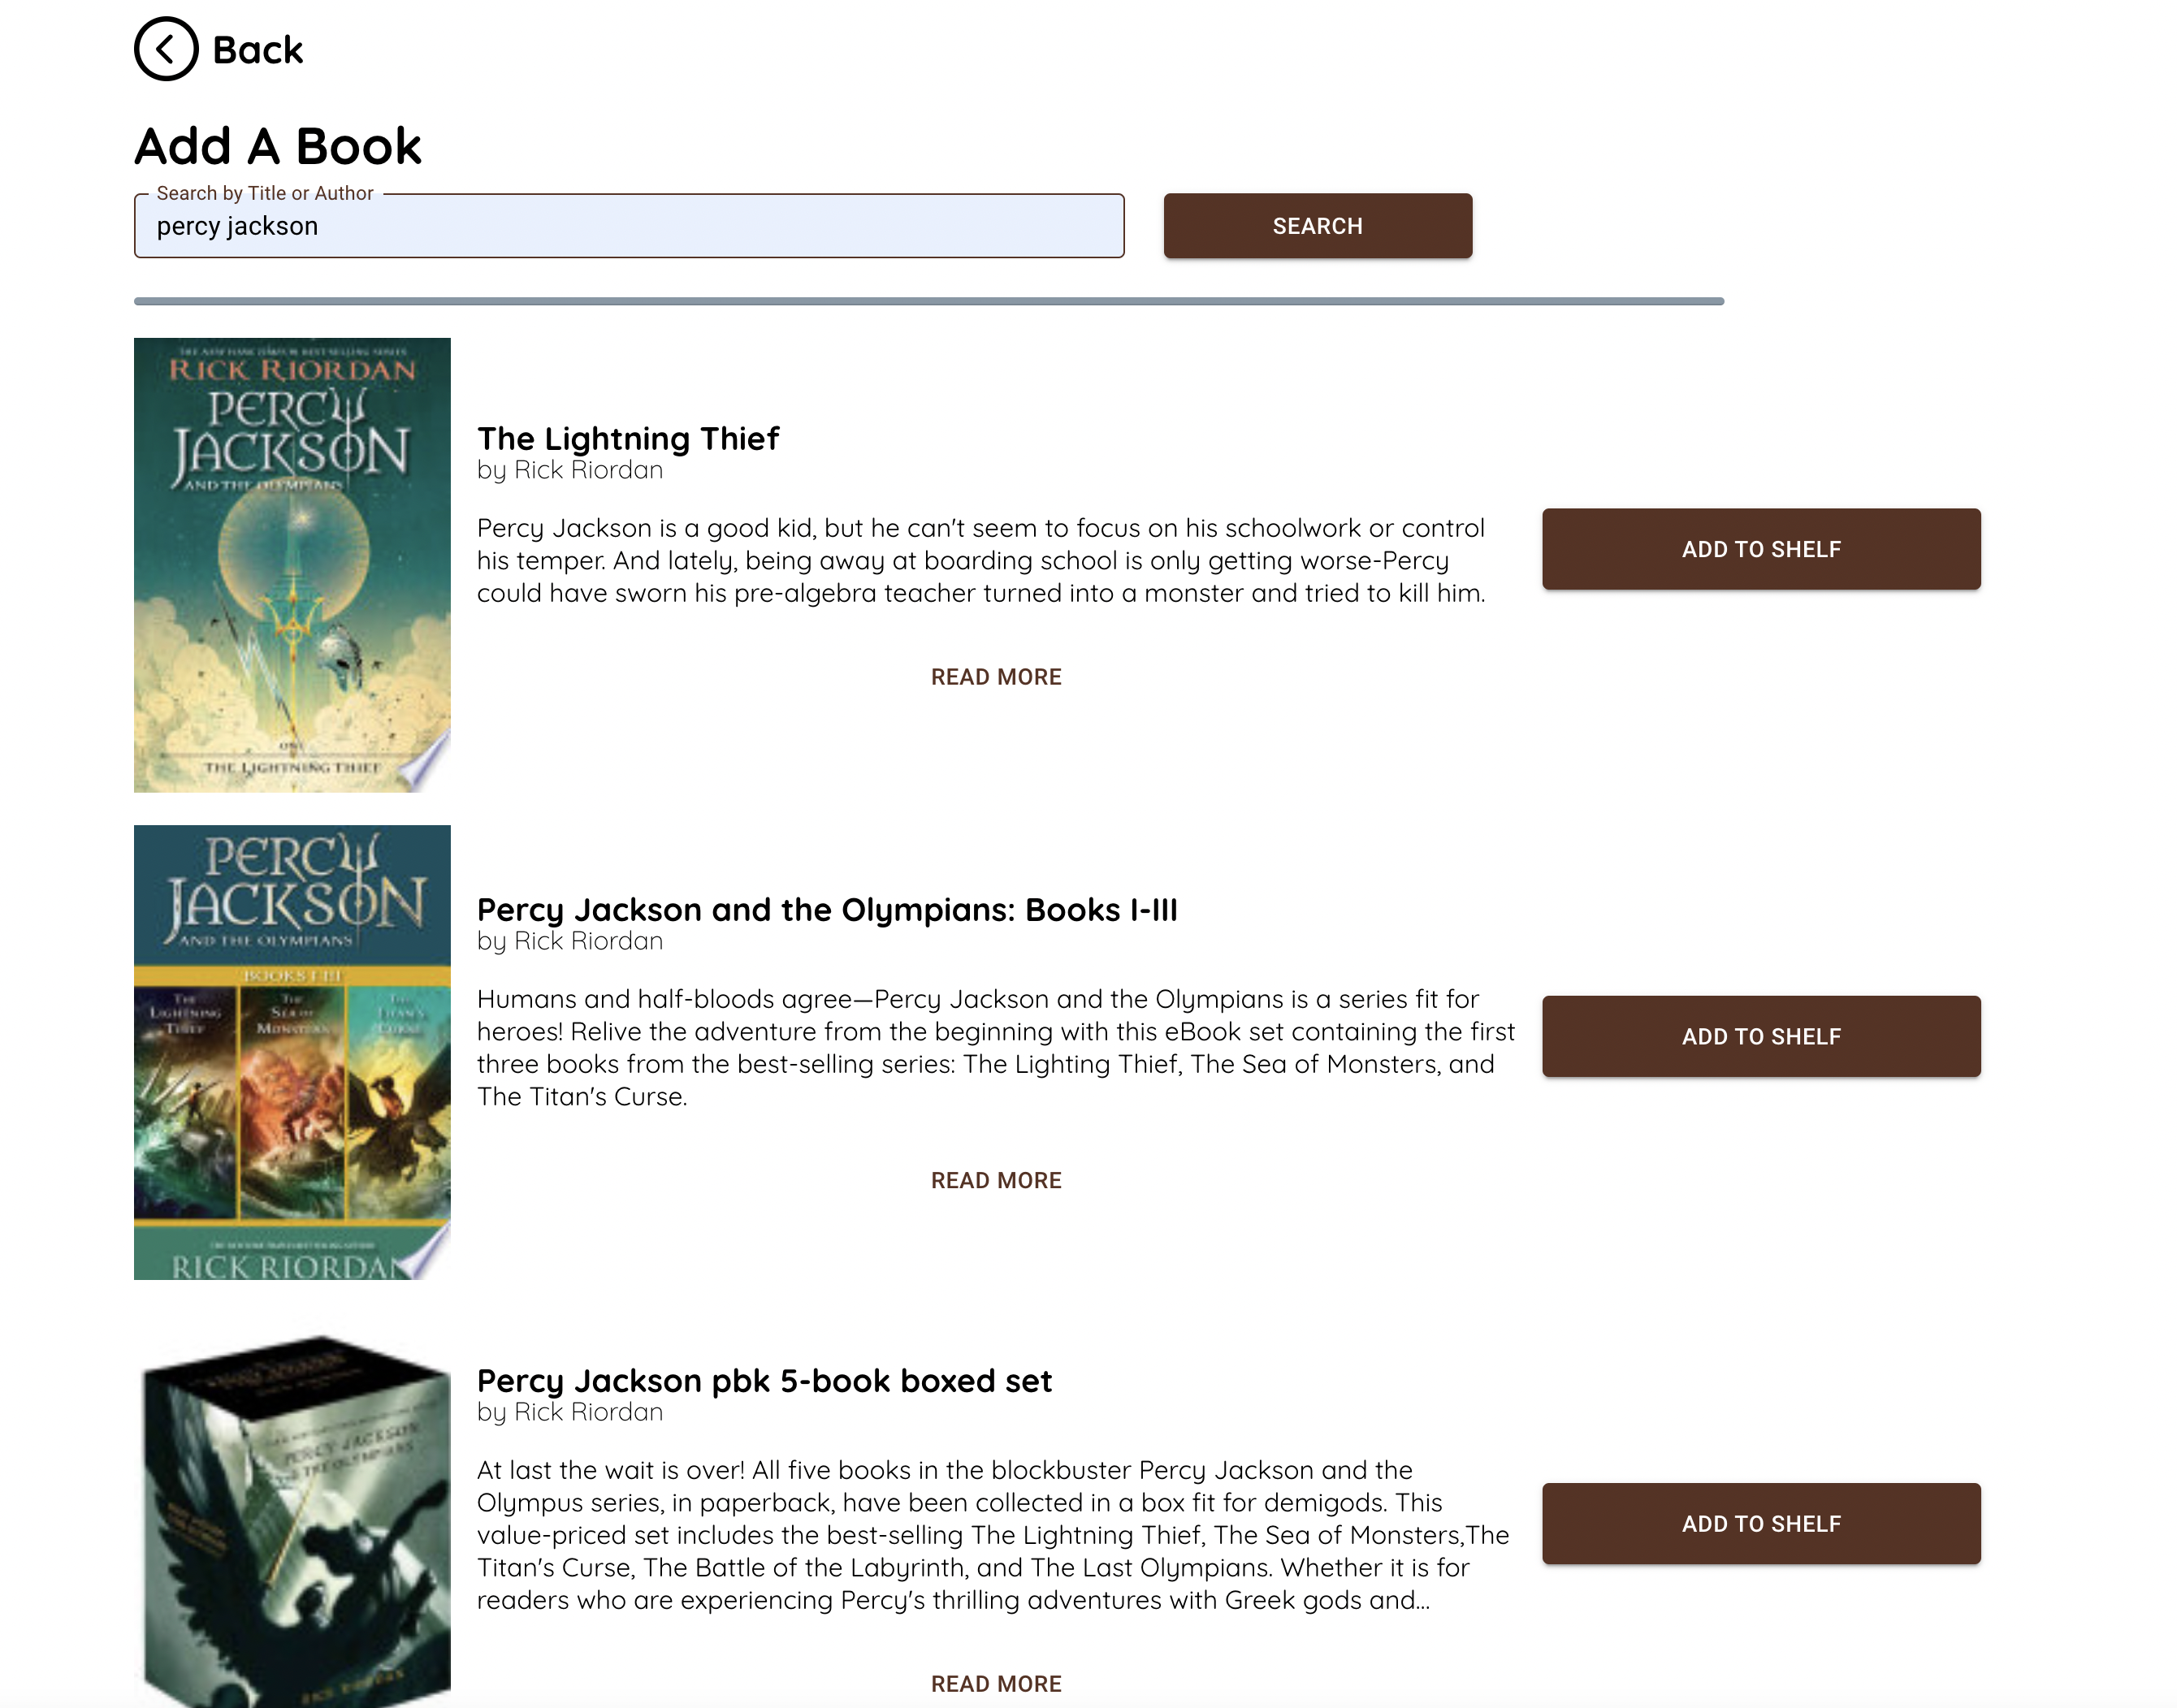 Back
Add A Book
Search by Title or Author
percy jackson
SEARCH
RICK RIORDAN
PERCY
JACKSON
AND THE OLYMPIANS
ONE
THE LIGHTNING THIEF
The Lightning Thief
by Rick Riordan
Percy Jackson is a good kid, but he can't seem to focus on his schoolwork or control
his temper. And lately, being away at boarding school is only getting worse-Percy
could have sworn his pre-algebra teacher turned into a monster and tried to kill him.
READ MORE
ADD TO SHELF
PERCY
JACKSON
AND THE OLYMPIANS
BOOKS I-III
THE
LIGHTNING
THIEF
THE
SEA OF
MONSTERS
THE
TITAN'S
CURSE
RICK RIORDAN
Percy Jackson and the Olympians: Books I-III
by Rick Riordan
Humans and half-bloods agree—Percy Jackson and the Olympians is a series fit for
heroes! Relive the adventure from the beginning with this eBook set containing the first
three books from the best-selling series: The Lighting Thief, The Sea of Monsters, and
The Titan's Curse.
READ MORE
ADD TO SHELF
PERCY JACKSON
THE OLYMPIANS
RICK RIORDAN
Percy Jackson pbk 5-book boxed set
by Rick Riordan
At last the wait is over! All five books in the blockbuster Percy Jackson and the
Olympus series, in paperback, have been collected in a box fit for demigods. This
value-priced set includes the best-selling The Lightning Thief, The Sea of Monsters,The
Titan's Curse, The Battle of the Labyrinth, and The Last Olympians. Whether it is for
readers who are experiencing Percy's thrilling adventures with Greek gods and...
READ MORE
ADD TO SHELF